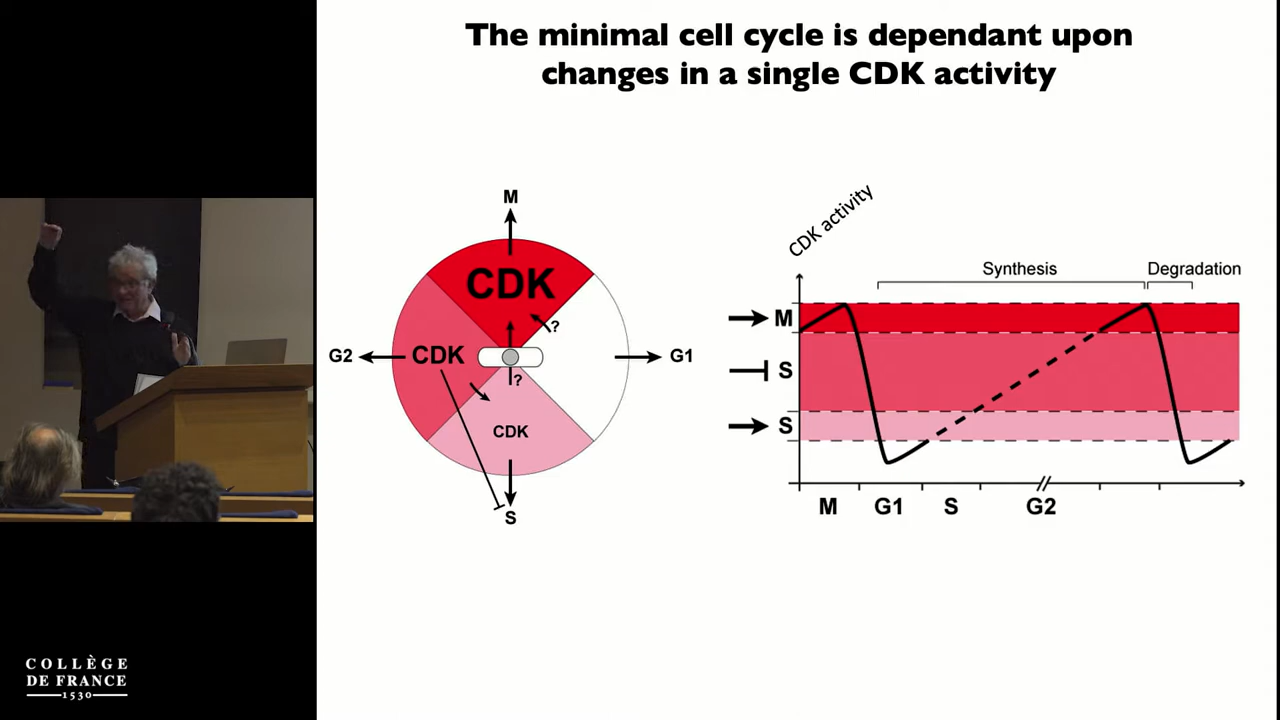 The minimal cell cycle is dependant upon
changes in a single CDK activity
M
CDK
?
G2
CDK
G1
?
CDK
S
CDK activity
Synthesis
Degradation
M
S
S
M
G1
S
G2
COLLÈGE
DE FRANCE
1530